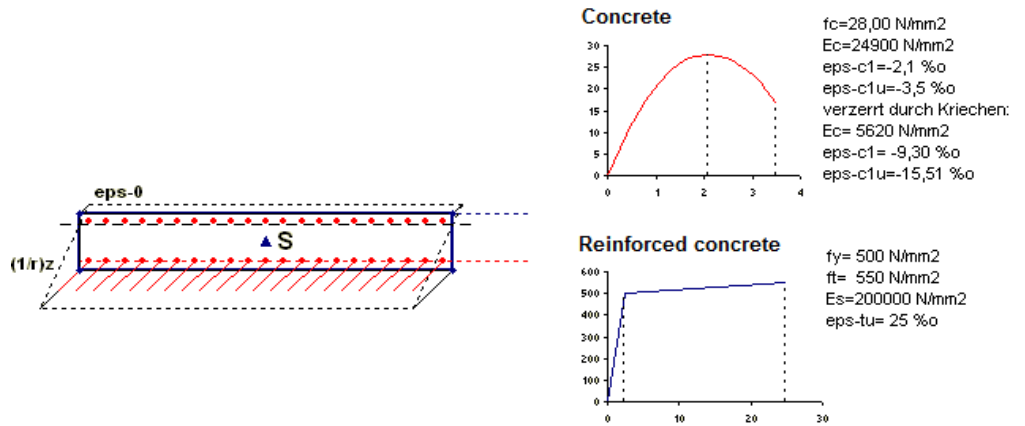 eps-0
S
(1/r)z
Concrete
30
25
20
15
10
5
0
0 1 2 3 4
fc=28,00 N/mm2
Ec=24900 N/mm2
eps-c1=-2,1 %o
eps-c1u=-3,5 %o
verzerrt durch Kriechen:
Ec= 5620 N/mm2
eps-c1= -9,30 %o
eps-c1u=-15,51 %o
Reinforced concrete
600
500
400
300
200
100
0
0 10 20 30
fy= 500 N/mm2
ft= 550 N/mm2
Es=200000 N/mm2
eps-tu= 25 %o